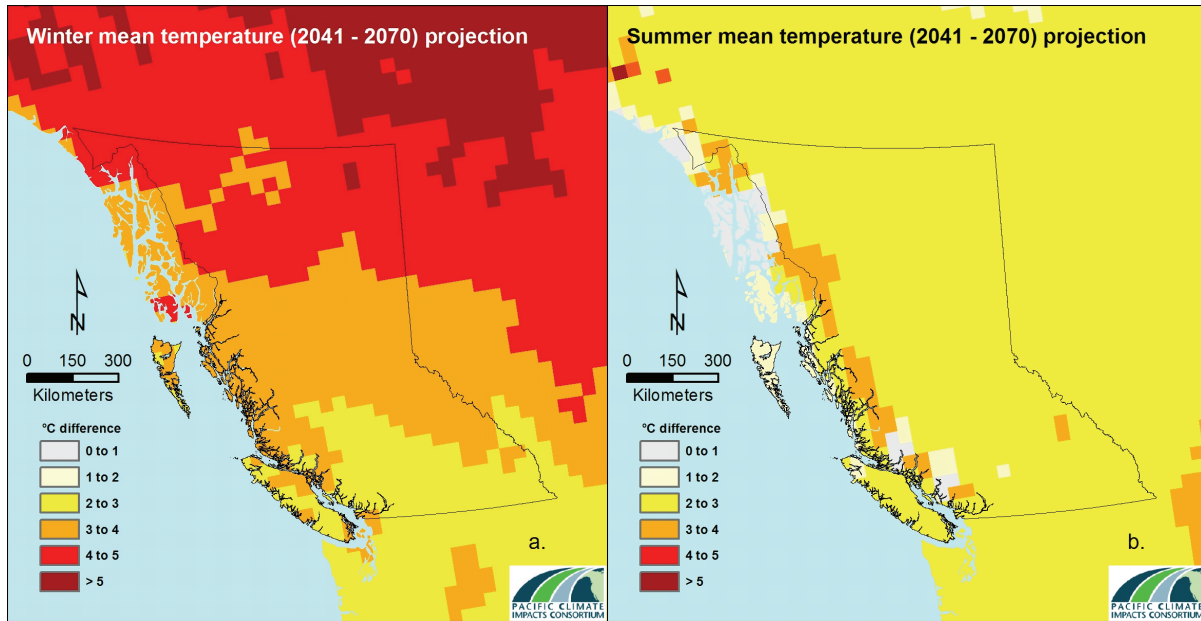 Winter mean temperature (2041 - 2070) projection
N
0 150 300
Kilometers
°C difference
0 to 1
1 to 2
2 to 3
3 to 4
4 to 5
> 5
a.
PACIFIC CLIMATE
IMPACTS CONSORTIUM
Summer mean temperature (2041 - 2070) projection
N
0 150 300
Kilometers
°C difference
0 to 1
1 to 2
2 to 3
3 to 4
4 to 5
> 5
b.
PACIFIC CLIMATE
IMPACTS CONSORTIUM